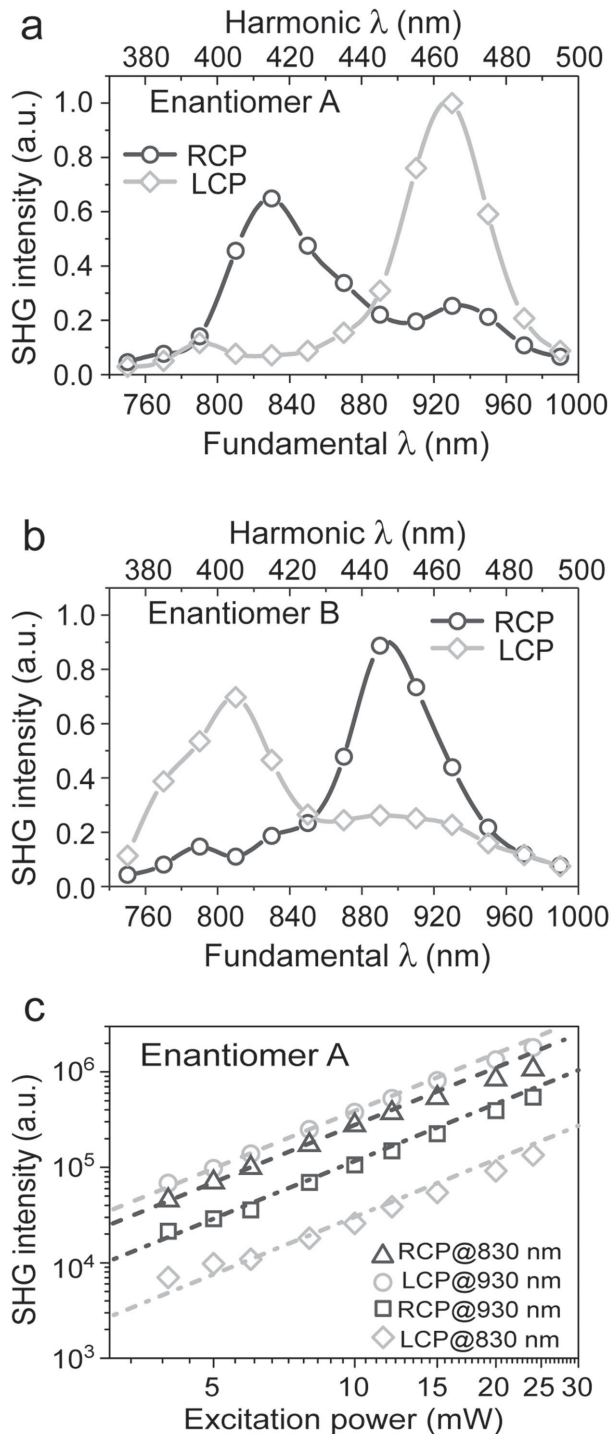 a
Harmonic λ (nm)
380 400 420 440 460 480 500
SHG intensity (a.u.)
1.0
0.8
0.6
0.4
0.2
0.0
Enantiomer A
RCP
LCP
760 800 840 880 920 960 1000
Fundamental λ (nm)
b
Harmonic λ (nm)
380 400 420 440 460 480 500
SHG intensity (a.u.)
1.0
0.8
0.6
0.4
0.2
0.0
Enantiomer B
RCP
LCP
760 800 840 880 920 960 1000
Fundamental λ (nm)
c
SHG intensity (a.u.)
10⁶
10⁵
10⁴
10³
Enantiomer A
RCP@830 nm
LCP@930 nm
RCP@930 nm
LCP@830 nm
5 10 15 20 25 30
Excitation power (mW)